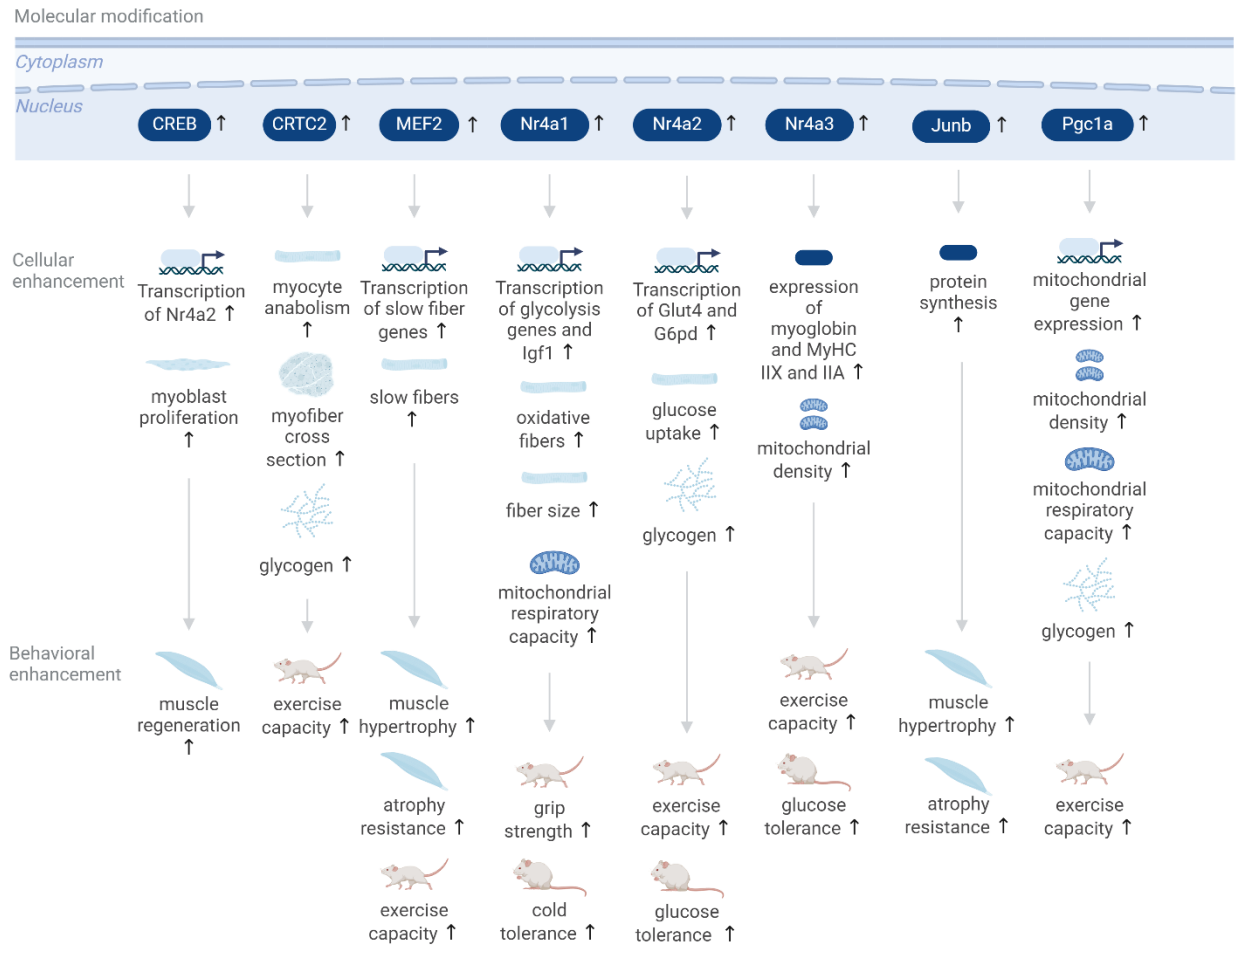 Molecular modification
Cytoplasm
Nucleus
CREB ↑
CRTC2 ↑
MEF2 ↑
Nr4a1 ↑
Nr4a2 ↑
Nr4a3 ↑
Junb ↑
Pgc1a ↑
Cellular
enhancement
Transcription
of Nr4a2 ↑
myoblast
proliferation
↑
myocyte
anabolism
↑
myofiber
cross
section ↑
glycogen ↑
Transcription
of slow fiber
genes ↑
slow fibers
↑
Transcription
of glycolysis
genes and
Igf1 ↑
oxidative
fibers ↑
fiber size ↑
mitochondrial
respiratory
capacity ↑
Transcription
of Glut4 and
G6pd ↑
glucose
uptake ↑
glycogen ↑
expression
of
myoglobin
and MyHC
IIX and IIA ↑
mitochondrial
density ↑
protein
synthesis
↑
mitochondrial
gene
expression ↑
mitochondrial
density ↑
mitochondrial
respiratory
capacity ↑
glycogen ↑
Behavioral
enhancement
muscle
regeneration
↑
exercise
capacity ↑
muscle
hypertrophy ↑
atrophy
resistance ↑
exercise
capacity ↑
grip
strength ↑
cold
tolerance ↑
exercise
capacity ↑
glucose
tolerance ↑
exercise
capacity ↑
glucose
tolerance ↑
muscle
hypertrophy ↑
atrophy
resistance ↑
exercise
capacity ↑